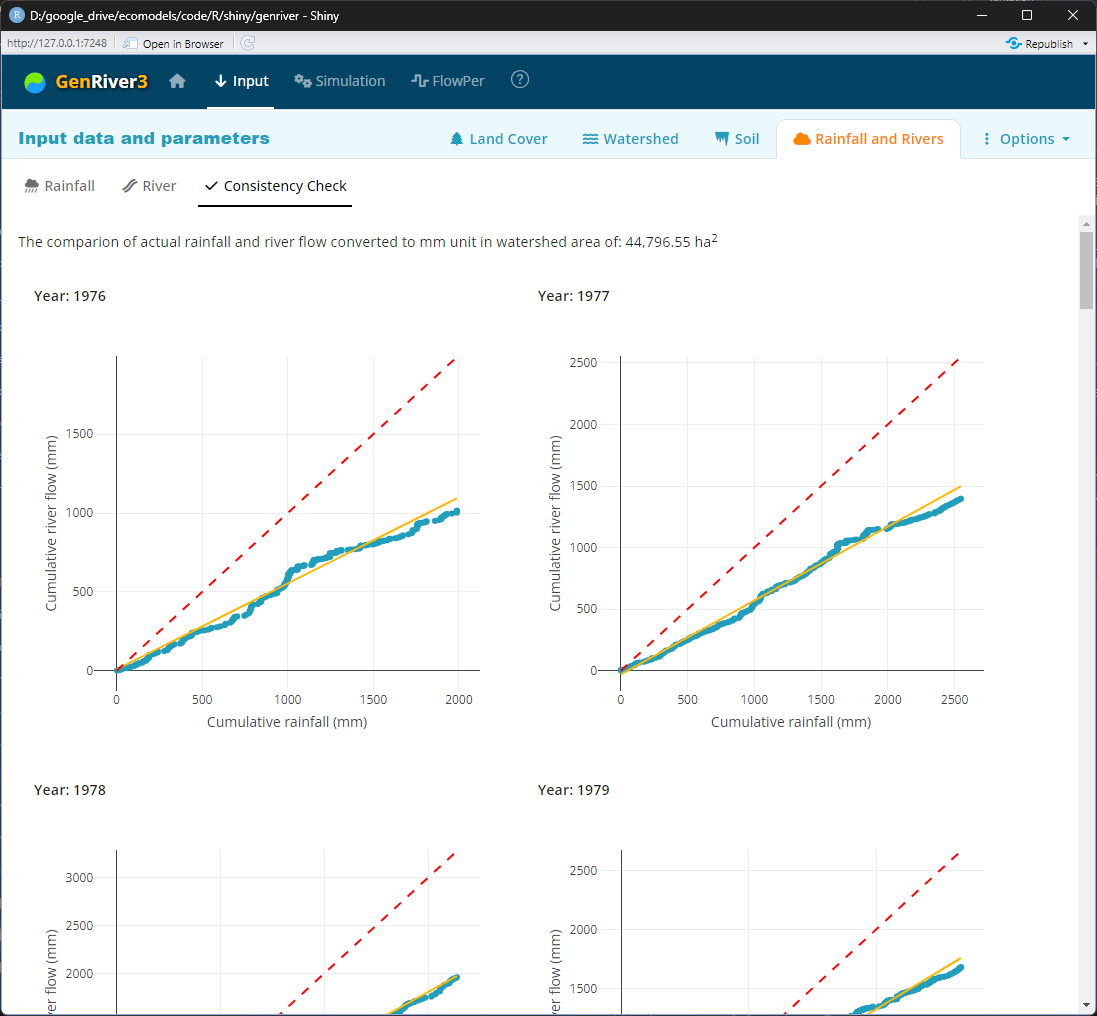 D:/google_drive/ecomodels/code/R/shiny/genriver - Shiny
http://127.0.0.1:7248 Open in Browser Republish
GenRiver3 Input Simulation FlowPer ?
Input data and parameters Land Cover Watershed Soil Rainfall and Rivers Options
Rainfall River Consistency Check
The comparion of actual rainfall and river flow converted to mm unit in watershed area of: 44,796.55 ha2
Year: 1976
1500
1000
500
0
Cumulative river flow (mm)
0 500 1000 1500 2000
Cumulative rainfall (mm)
Year: 1977
2500
2000
1500
1000
500
0
Cumulative river flow (mm)
0 500 1000 1500 2000 2500
Cumulative rainfall (mm)
Year: 1978
3000
2500
2000
ver flow (mm)
Year: 1979
2500
2000
1500
ver flow (mm)